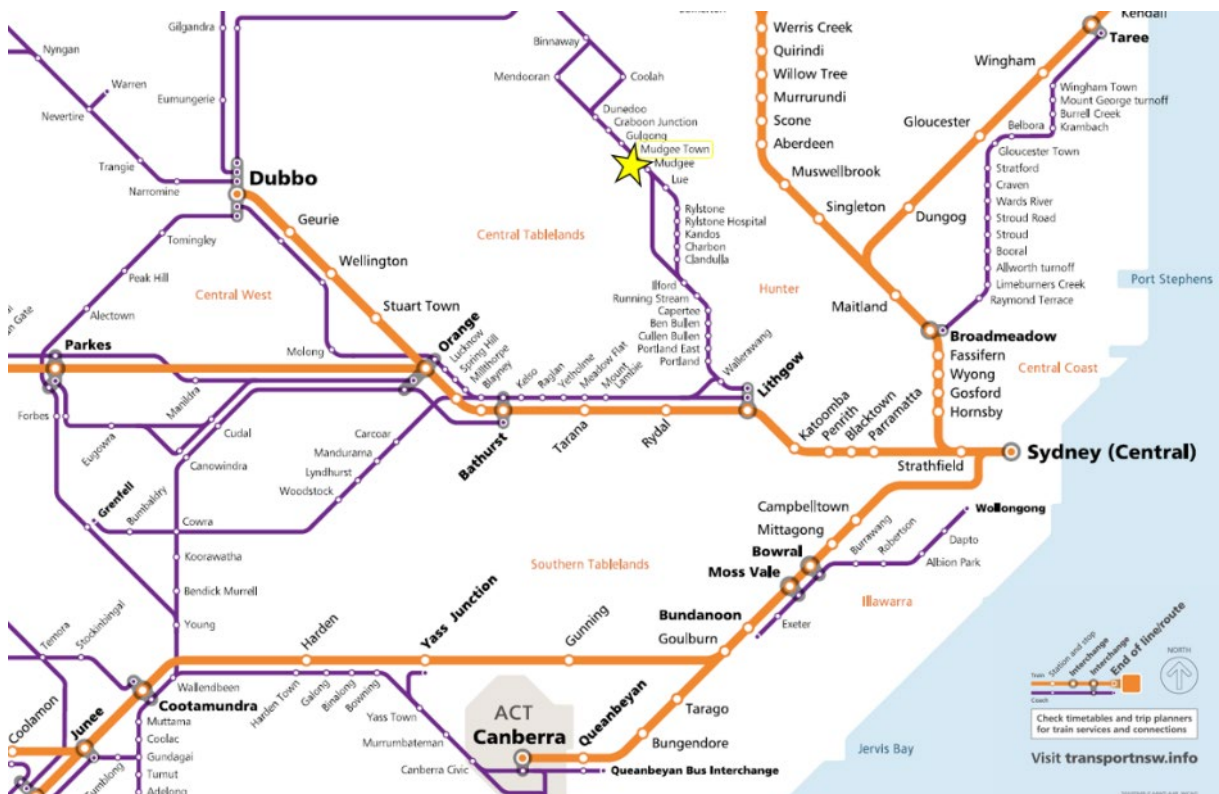 Gilgandra
Nyngan
Warren
Eumungerie
Nevertire
Trangie
Narromine
Dubbo
Tomingley
Peak Hill
Alectown
Parkes
Gate
Geurie
Wellington
Stuart Town
Central West
Central Tablelands
Molong
Orange
Lucknow
Spring Hill
Millthorpe
Blayney
Kelso
Raglan
Yetholme
Meadow Flat
Mount
Lambie
Binnaway
Mendooran
Coolah
Dunedoo
Craboon Junction
Gulgong
Mudgee Town
Mudgee
Lue
Rylstone
Rylstone Hospital
Kandos
Charbon
Clandulla
Ilford
Running Stream
Capertee
Ben Bullen
Cullen Bullen
Portland East
Portland
Wallerawang
Lithgow
Bathurst
Tarana
Rydal
Katoomba
Penrith
Blacktown
Parramatta
Strathfield
Sydney (Central)
Werris Creek
Quirindi
Willow Tree
Murrurundi
Scone
Aberdeen
Muswellbrook
Singleton
Hunter
Maitland
Dungog
Gloucester
Wingham
Kendall
Taree
Wingham Town
Mount George turnoff
Burrell Creek
Krambach
Belbora
Gloucester Town
Stratford
Craven
Wards River
Stroud Road
Stroud
Booral
Allworth turnoff
Limeburners Creek
Raymond Terrace
Port Stephens
Broadmeadow
Fassifern
Wyong
Gosford
Hornsby
Central Coast
Forbes
Eugowra
Manildra
Cudal
Canowindra
Grenfell
Bumbaldry
Cowra
Carcoar
Mandurama
Lyndhurst
Woodstock
Koorawatha
Bendick Murrell
Young
Temora
Stockinbingal
Wallendbeen
Cootamundra
Coolamon
Junee
Muttama
Coolac
Gundagai
Tumut
Adelong
Tumblong
Harden
Yass Junction
Gunning
Harden Town
Galong
Binalong
Bowning
Yass Town
Murrumbateman
Canberra Civic
Southern Tablelands
ACT
Canberra
Queanbeyan
Queanbeyan Bus Interchange
Bungendore
Tarago
Goulburn
Bundanoon
Exeter
Moss Vale
Bowral
Mittagong
Campbelltown
Burrawang
Robertson
Albion Park
Dapto
Wollongong
Illawarra
Jervis Bay
Train
Coach
Station and stop
Interchange
Interchange
End of line/route
NORTH
Check timetables and trip planners
for train services and connections
Visit transportnsw.info